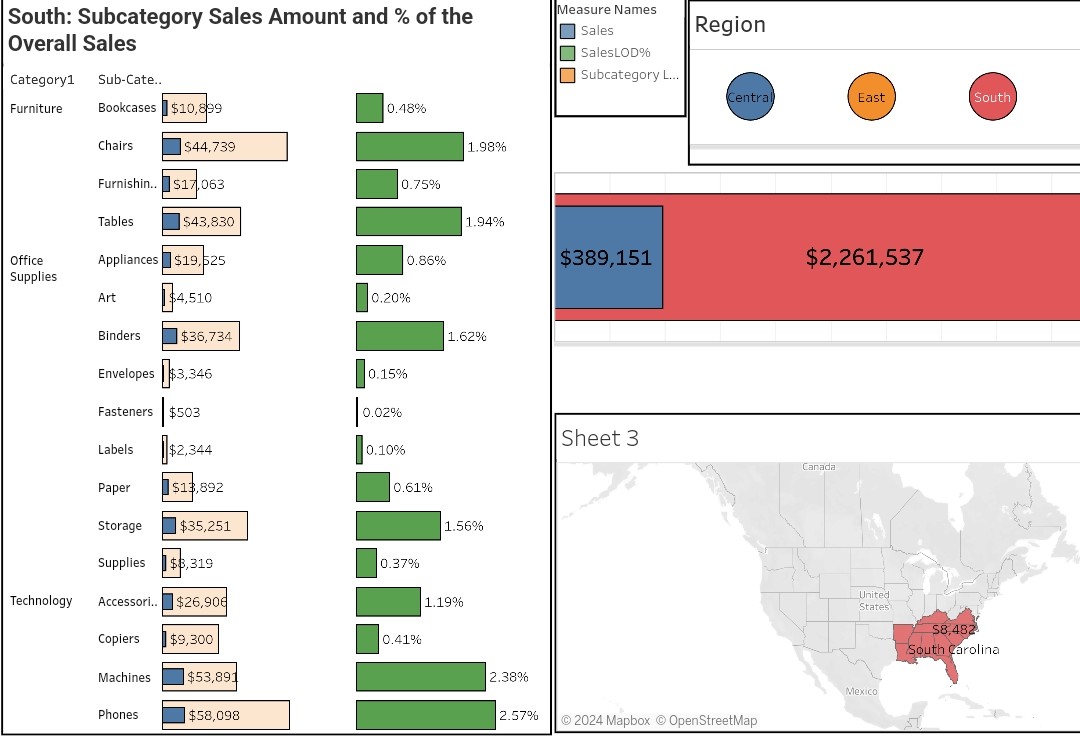 South: Subcategory Sales Amount and % of the
Overall Sales
Category1 Sub-Cate..
Furniture Bookcases $10,899 0.48%
Chairs $44,739 1.98%
Furnishin.. $17,063 0.75%
Tables $43,830 1.94%
Office
Supplies
Appliances $19,525 0.86%
Art $4,510 0.20%
Binders $36,734 1.62%
Envelopes $3,346 0.15%
Fasteners $503 0.02%
Labels $2,344 0.10%
Paper $13,892 0.61%
Storage $35,251 1.56%
Supplies $8,319 0.37%
Technology Accessori.. $26,906 1.19%
Copiers $9,300 0.41%
Machines $53,891 2.38%
Phones $58,098 2.57%
Measure Names
Sales
SalesLOD%
Subcategory L...
Region
Central East South
$389,151 $2,261,537
Sheet 3
Canada
United
States
$8,482
South Carolina
Mexico
© 2024 Mapbox © OpenStreetMap